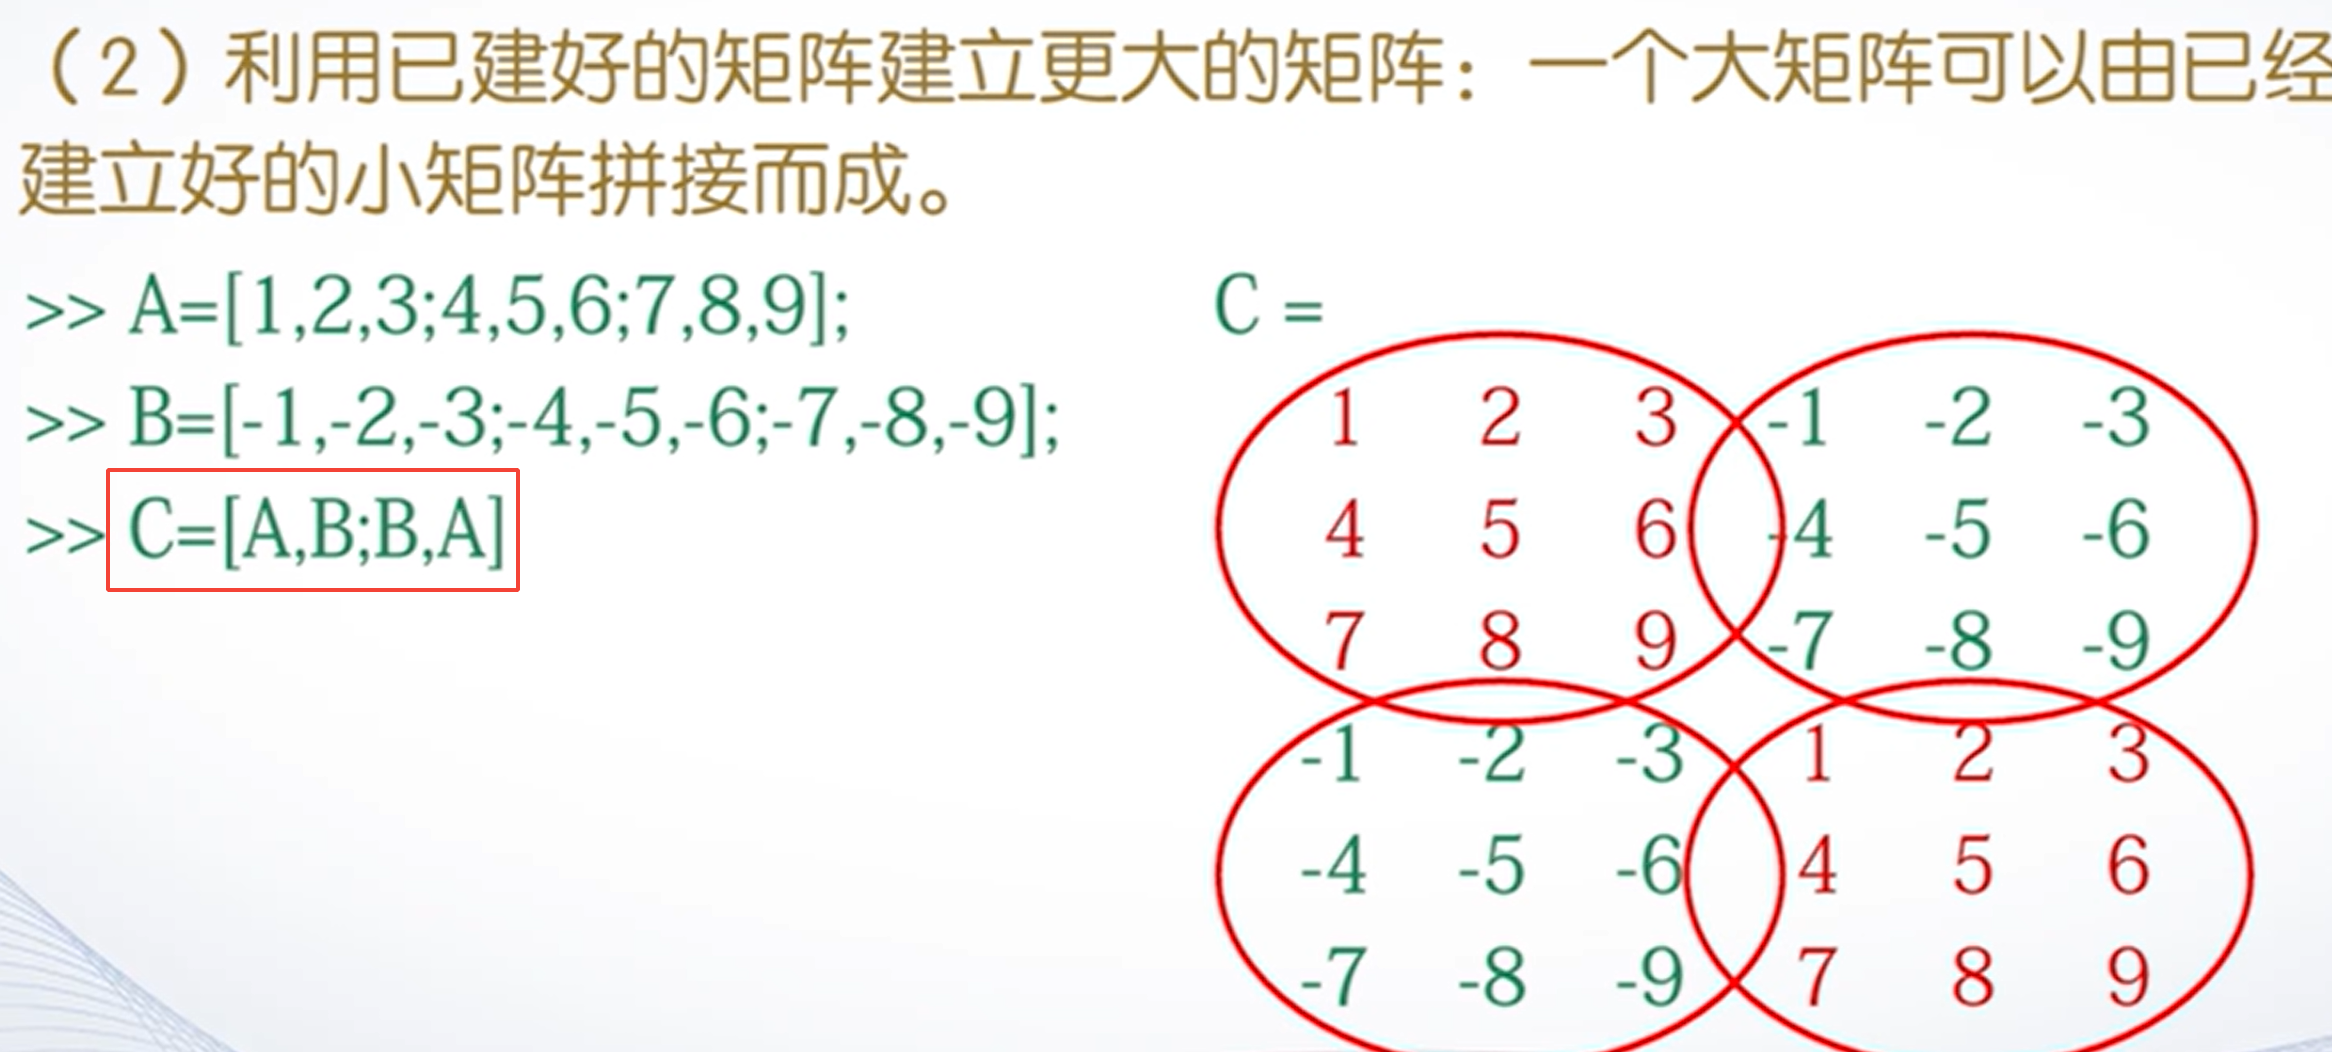 （2）利用已建好的矩阵建立更大的矩阵：一个大矩阵可以由已经
建立好的小矩阵拼接而成。
>> A=[1,2,3;4,5,6;7,8,9];
>> B=[-1,-2,-3;-4,-5,-6;-7,-8,-9];
>> C=[A,B;B,A]
C =
1 2 3 -1 -2 -3
4 5 6 -4 -5 -6
7 8 9 -7 -8 -9
-1 -2 -3 1 2 3
-4 -5 -6 4 5 6
-7 -8 -9 7 8 9